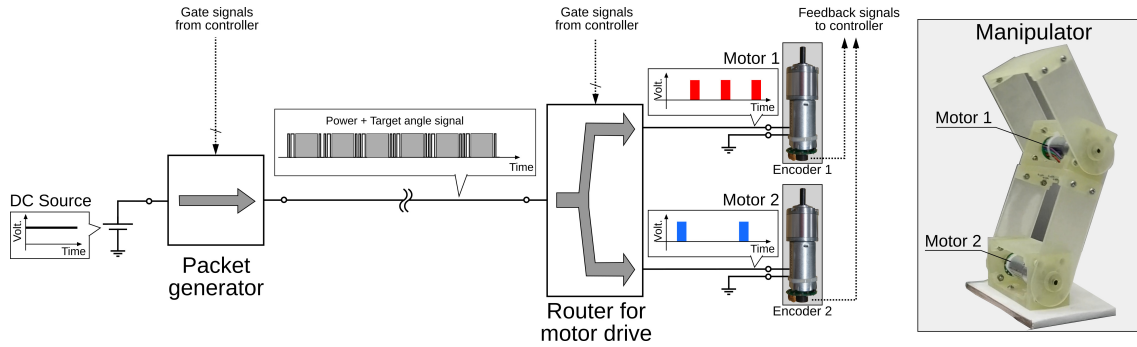 Gate signals
from controller
Gate signals
from controller
Feedback signals
to controller
Manipulator
Motor 1
Volt.
Time
Power + Target angle signal
Time
Motor 1
Encoder 1
DC Source
Volt.
Time
Motor 2
Volt.
Time
Motor 2
Packet
generator
Router for
motor drive
Encoder 2